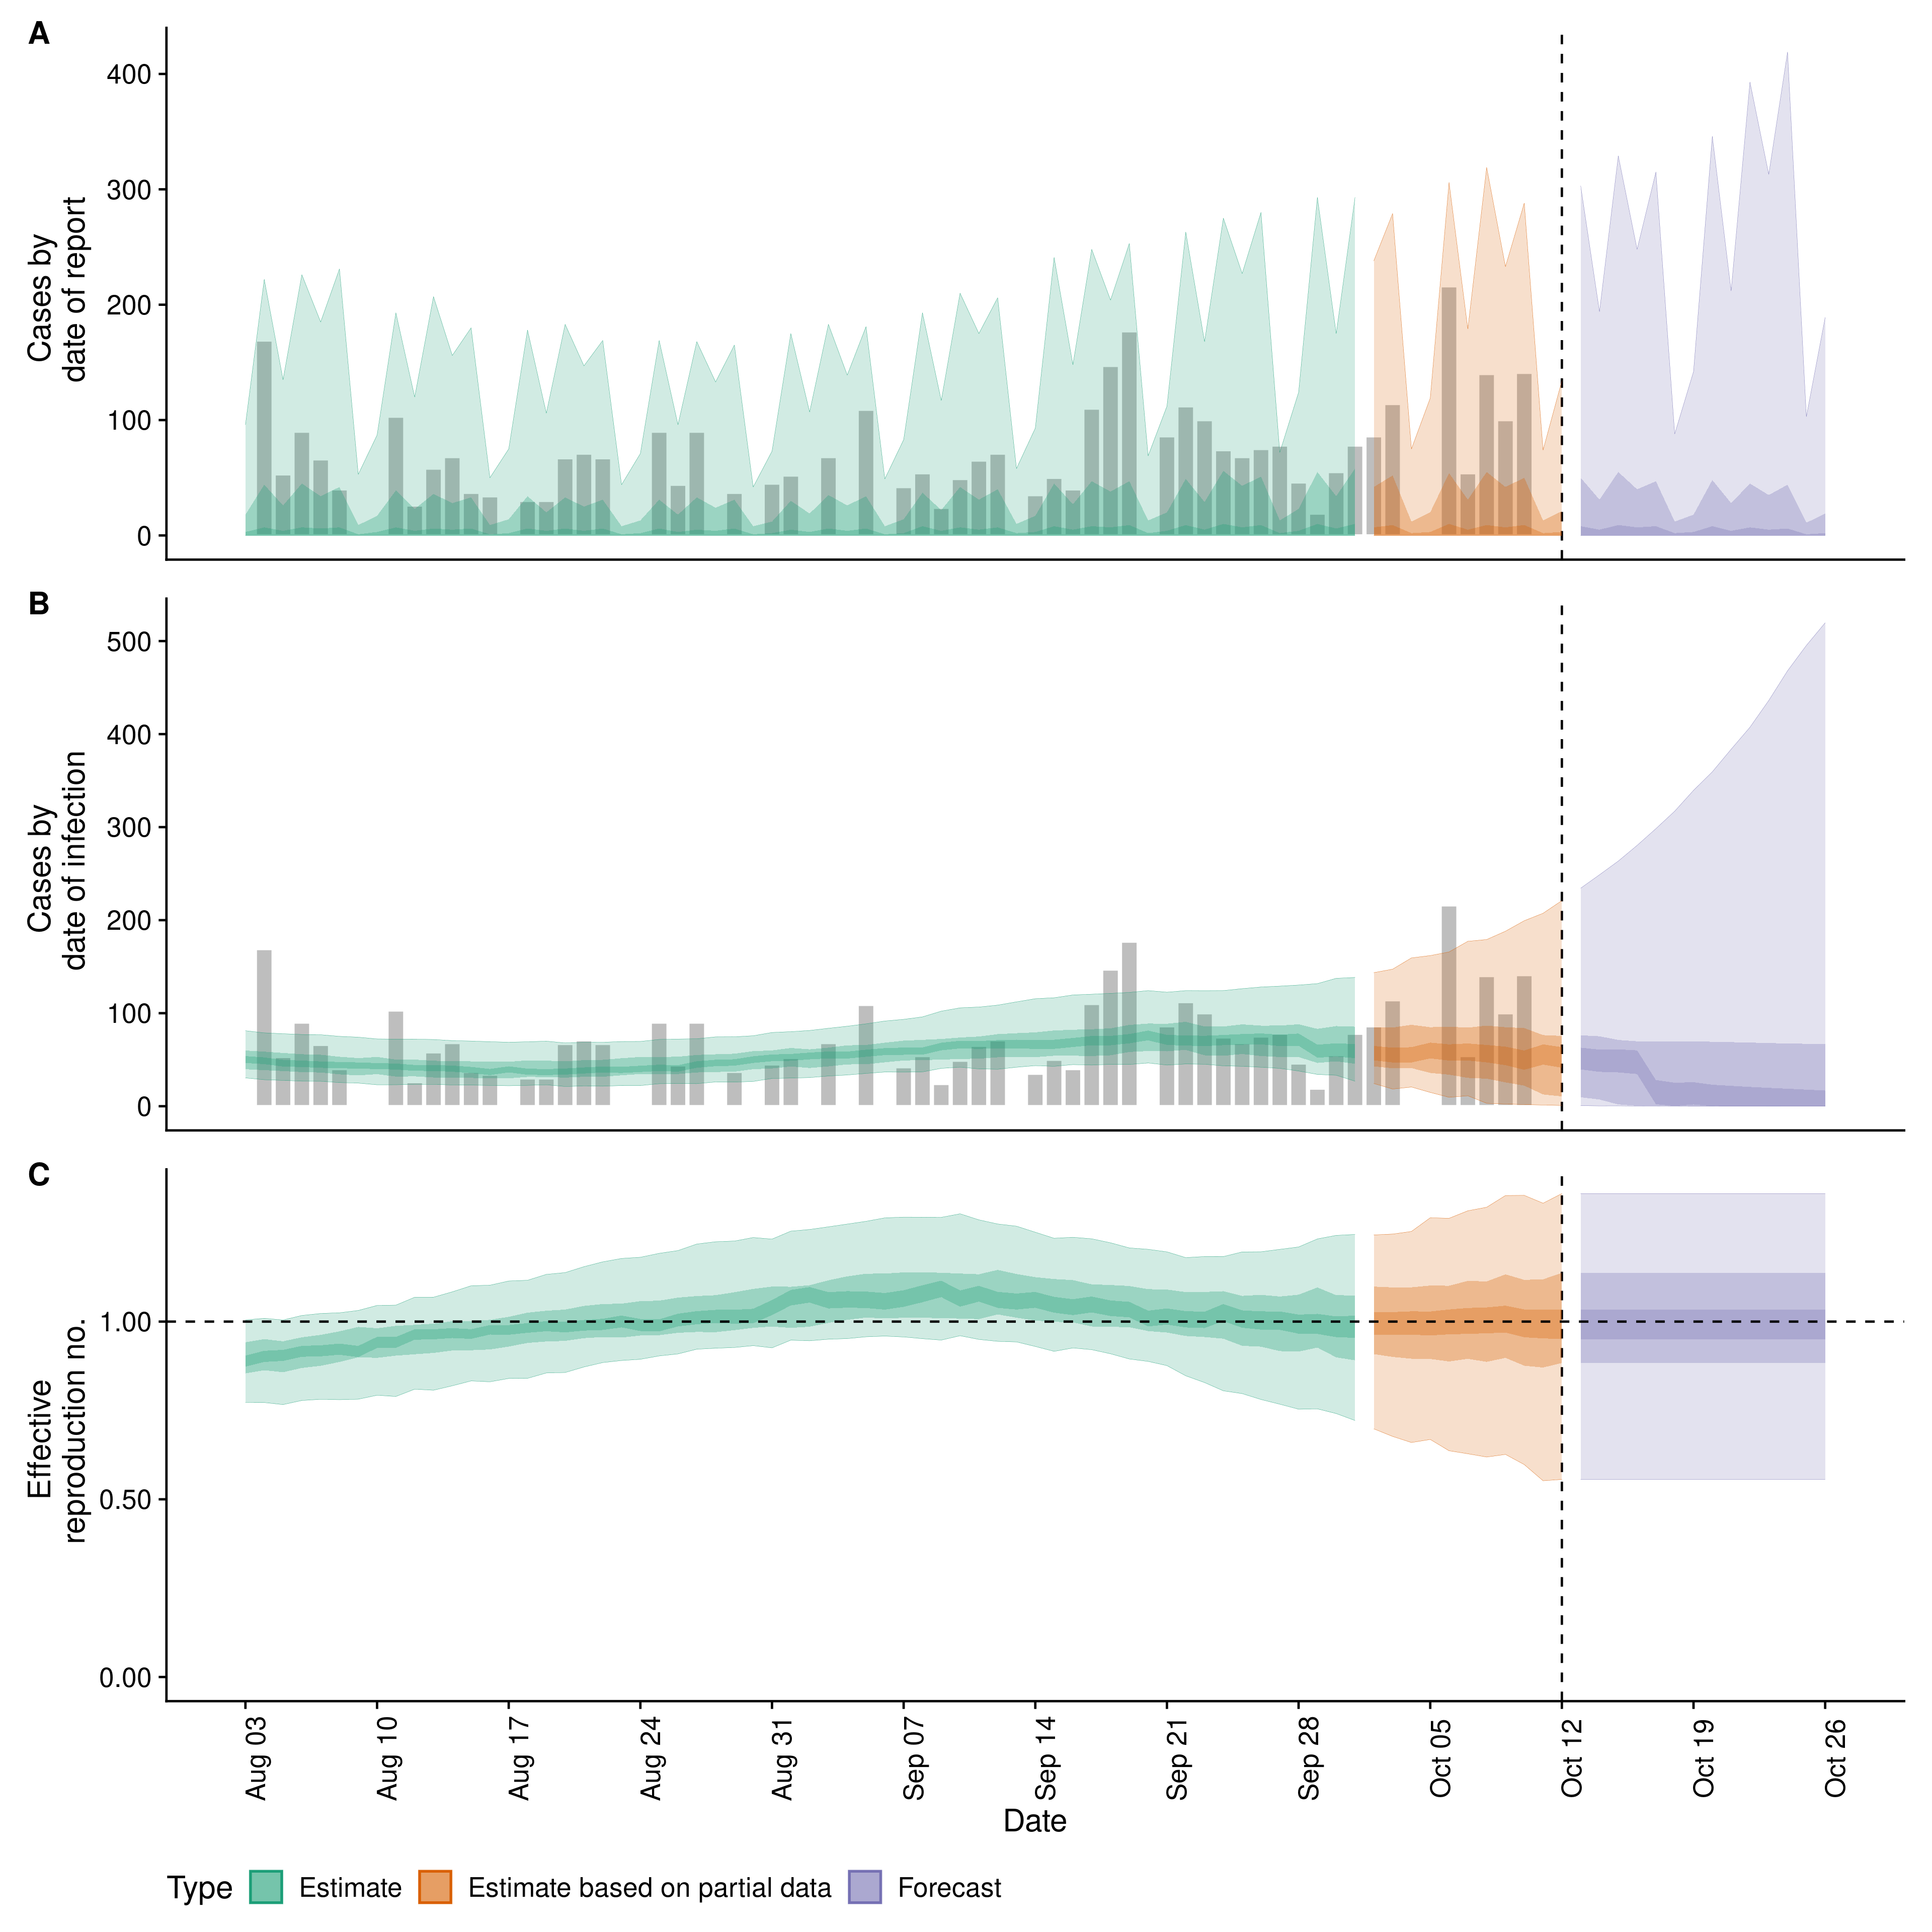 A
400
300
200
100
0
Cases by
date of report
B
500
400
300
200
100
0
Cases by
date of infection
C
1.00
0.50
0.00
Effective
reproduction no.
Aug 03
Aug 10
Aug 17
Aug 24
Aug 31
Sep 07
Sep 14
Sep 21
Sep 28
Oct 05
Oct 12
Oct 19
Oct 26
Date
Type Estimate Estimate based on partial data Forecast